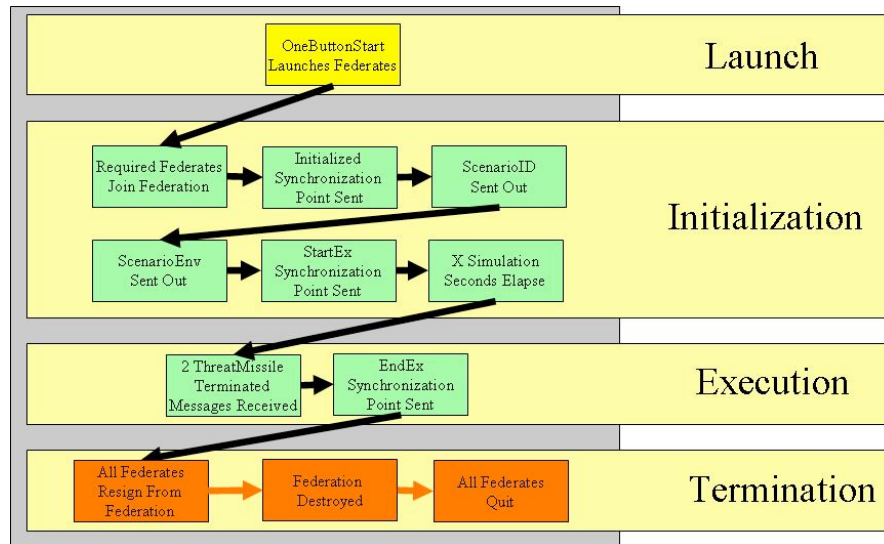 OneButtonStart
Launches Federates
Launch
Required Federates
Join Federation
Initialized
Synchronization
Point Sent
ScenarioID
Sent Out
Initialization
ScenarioEnv
Sent Out
StartEx
Synchronization
Point Sent
X Simulation
Seconds Elapse
2 ThreatMissile
Terminated
Messages Received
EndEx
Synchronization
Point Sent
Execution
All Federates
Resign From
Federation
Federation
Destroyed
All Federates
Quit
Termination